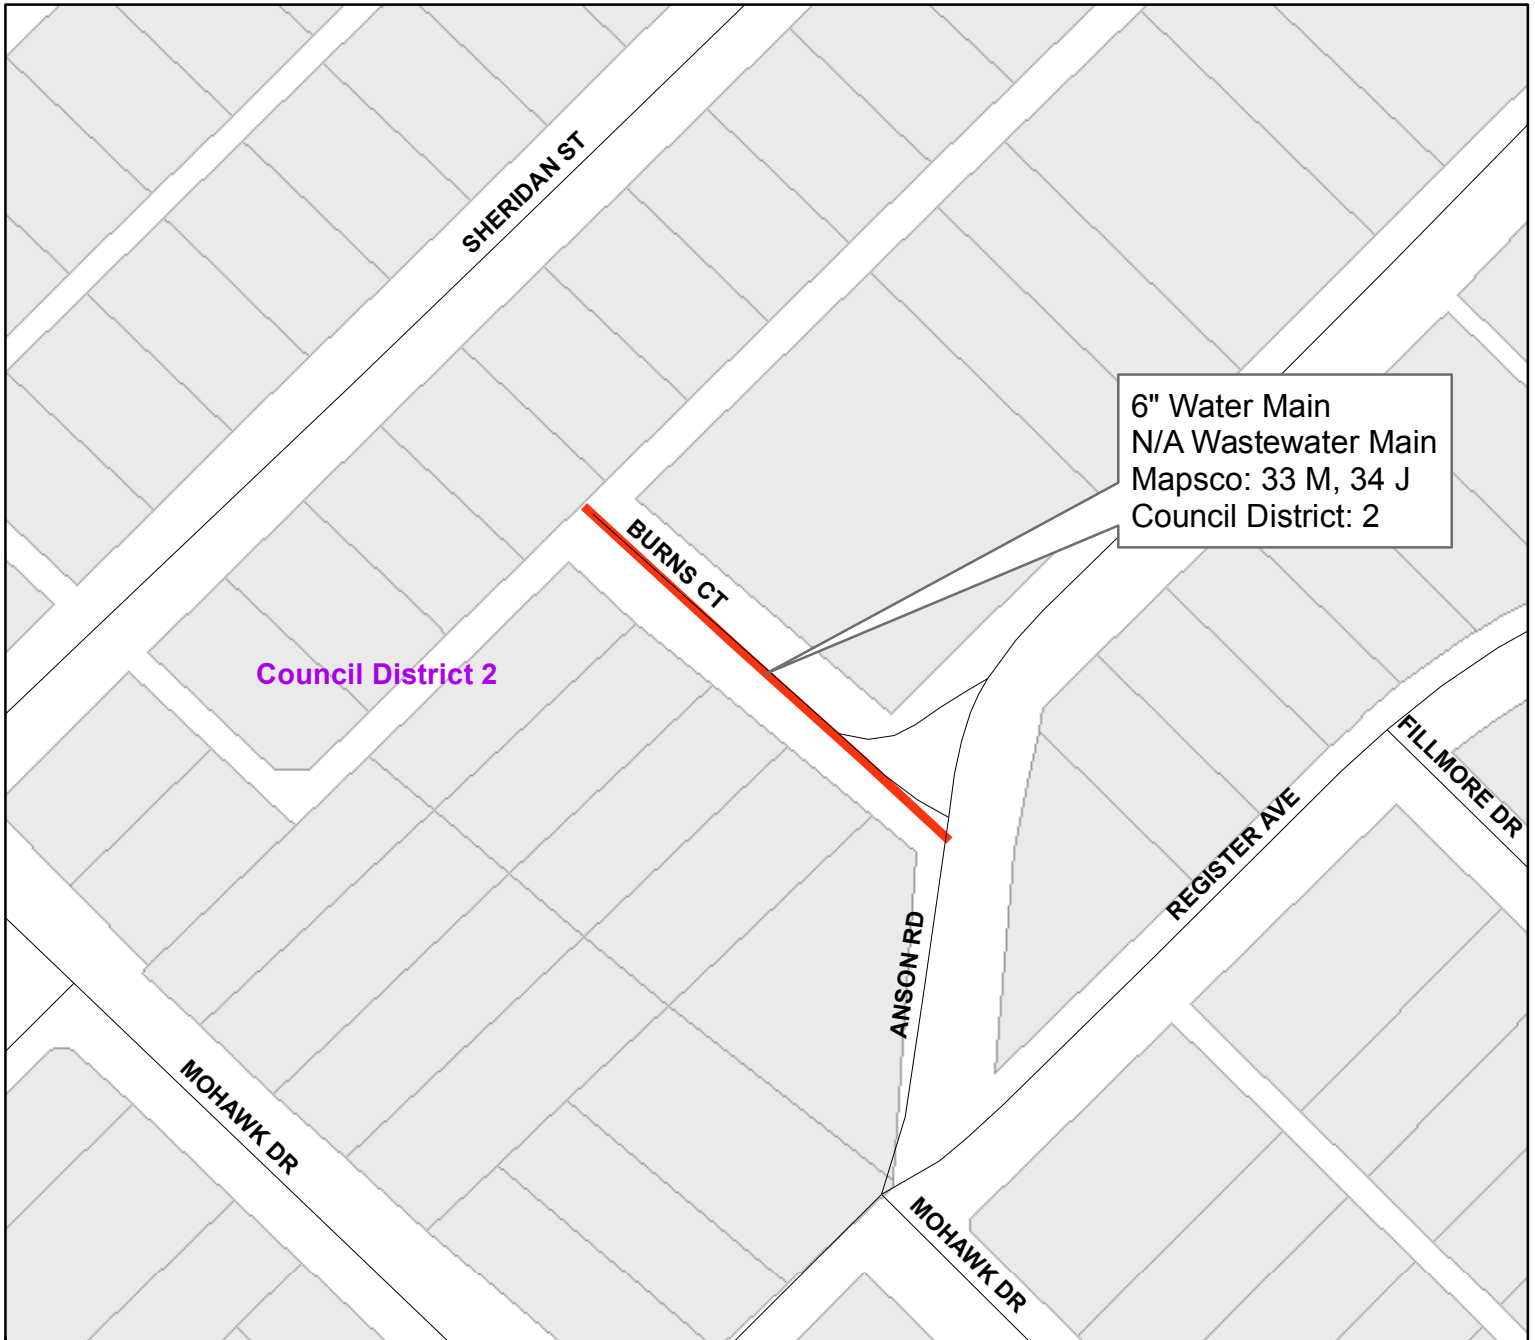 SHERIDAN ST
6" Water Main
N/A Wastewater Main
Mapsco: 33 M, 34 J
Council District: 2
BURNS CT
Council District 2
FILLMORE DR
REGISTER AVE
ANSON RD
MOHAWK DR
MOHAWK DR